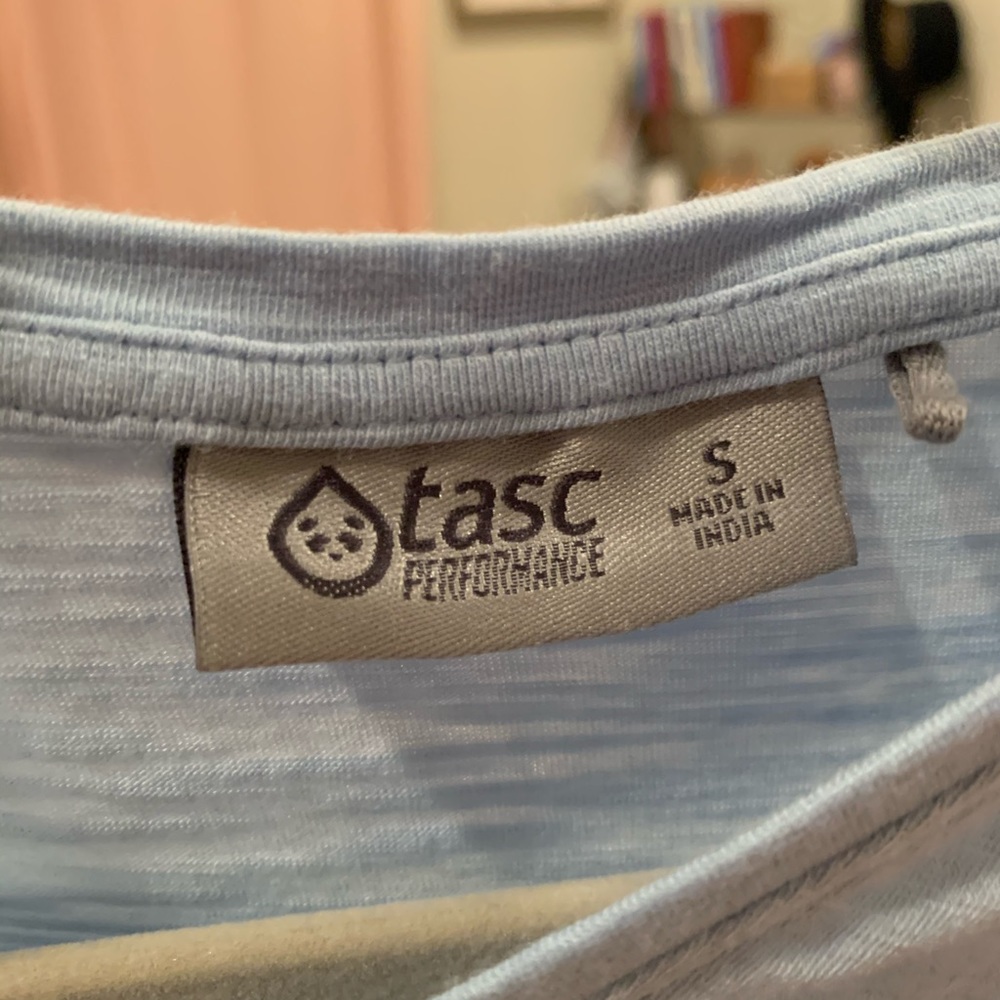 tasc
PERFORMANCE
S
MADE IN
INDIA